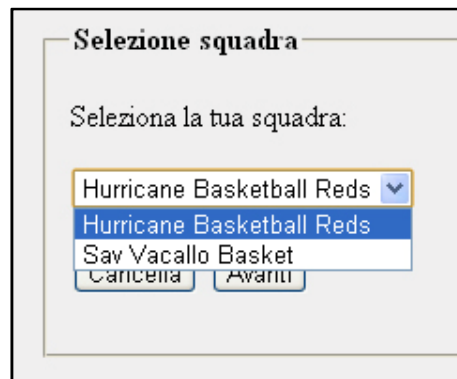 Selezione squadra
Seleziona la tua squadra:
Hurricane Basketball Reds
Hurricane Basketball Reds
Sav Vacallo Basket
Cancella Avanti